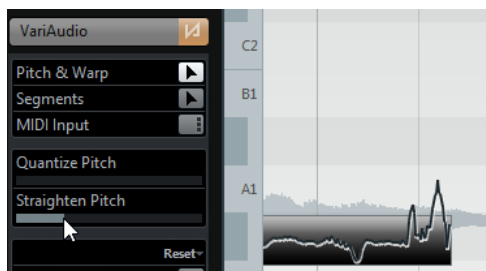 VariAudio
C2
Pitch & Warp
Segments
B1
MIDI Input
Quantize Pitch
A1
Straighten Pitch
Reset